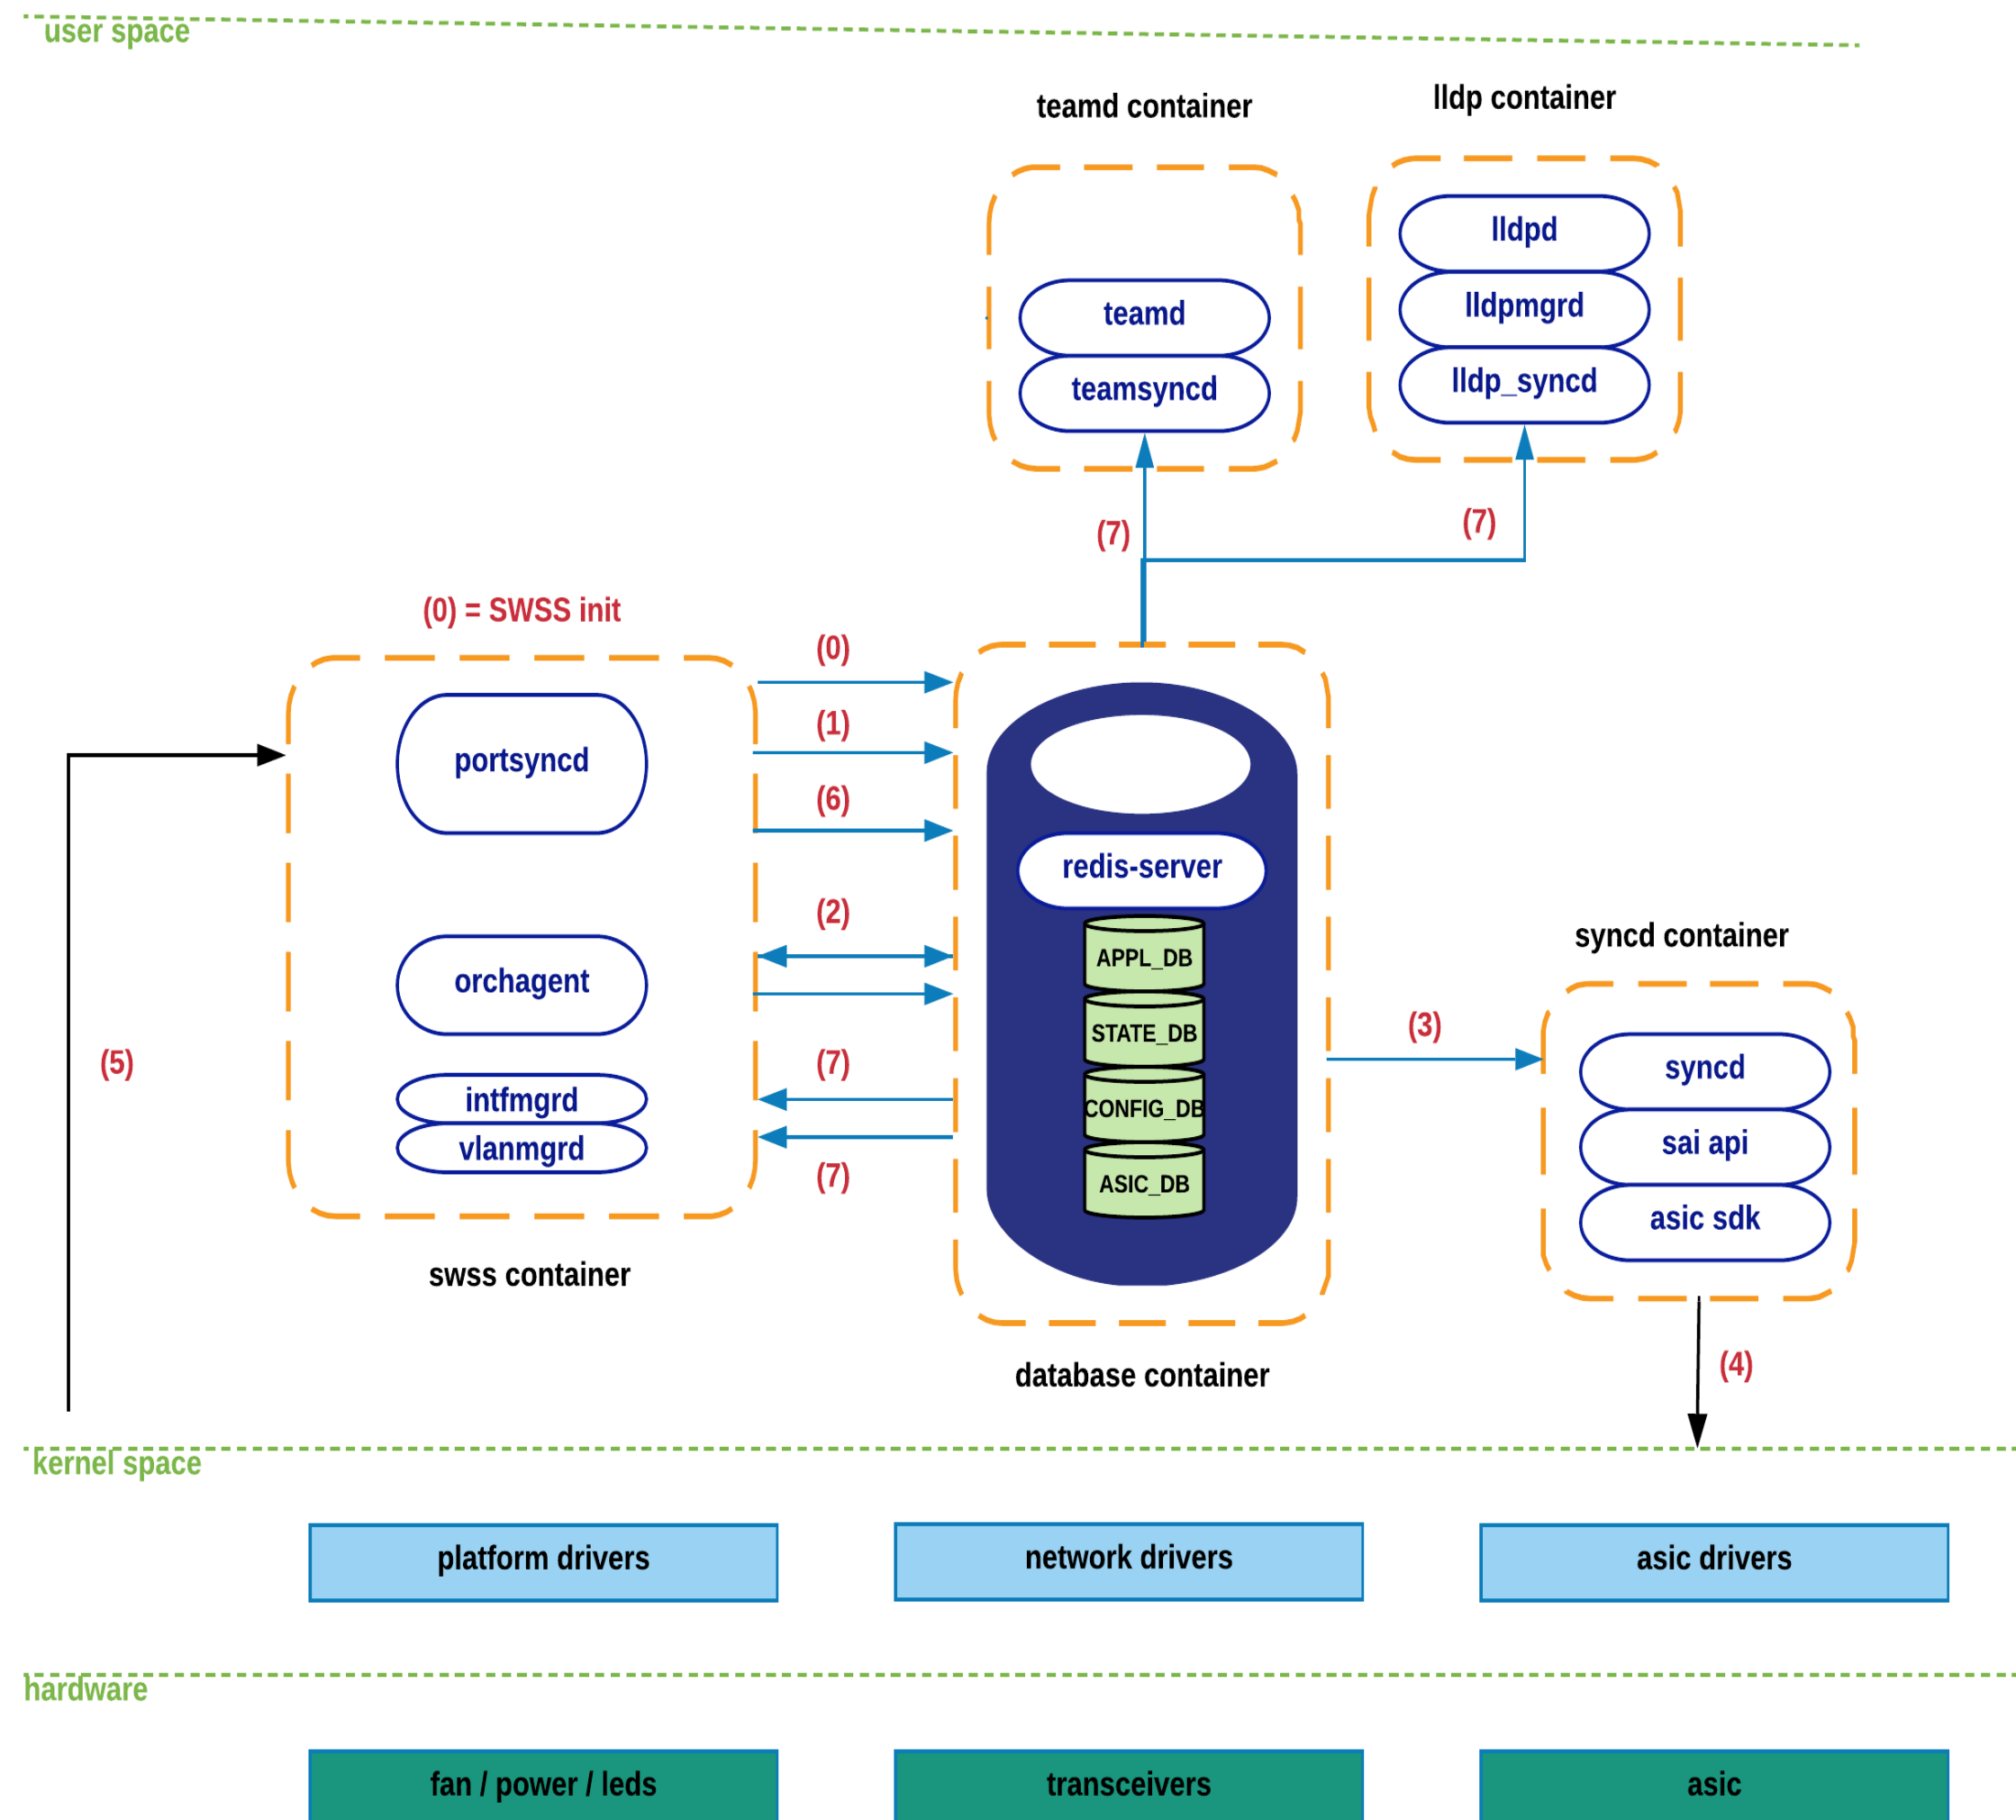 user space
teamd container
lldp container
lldpd
lldpmgrd
lldp_syncd
teamd
teamsyncd
(7)
(7)
(0) = SWSS init
(0)
(1)
(6)
(2)
(7)
(7)
portsyncd
orchagent
intfmgrd
vlanmgrd
swss container
(5)
redis-server
APPL_DB
STATE_DB
CONFIG_DB
ASIC_DB
database container
(3)
syncd container
syncd
sai api
asic sdk
(4)
kernel space
platform drivers
network drivers
asic drivers
hardware
fan / power / leds
transceivers
asic